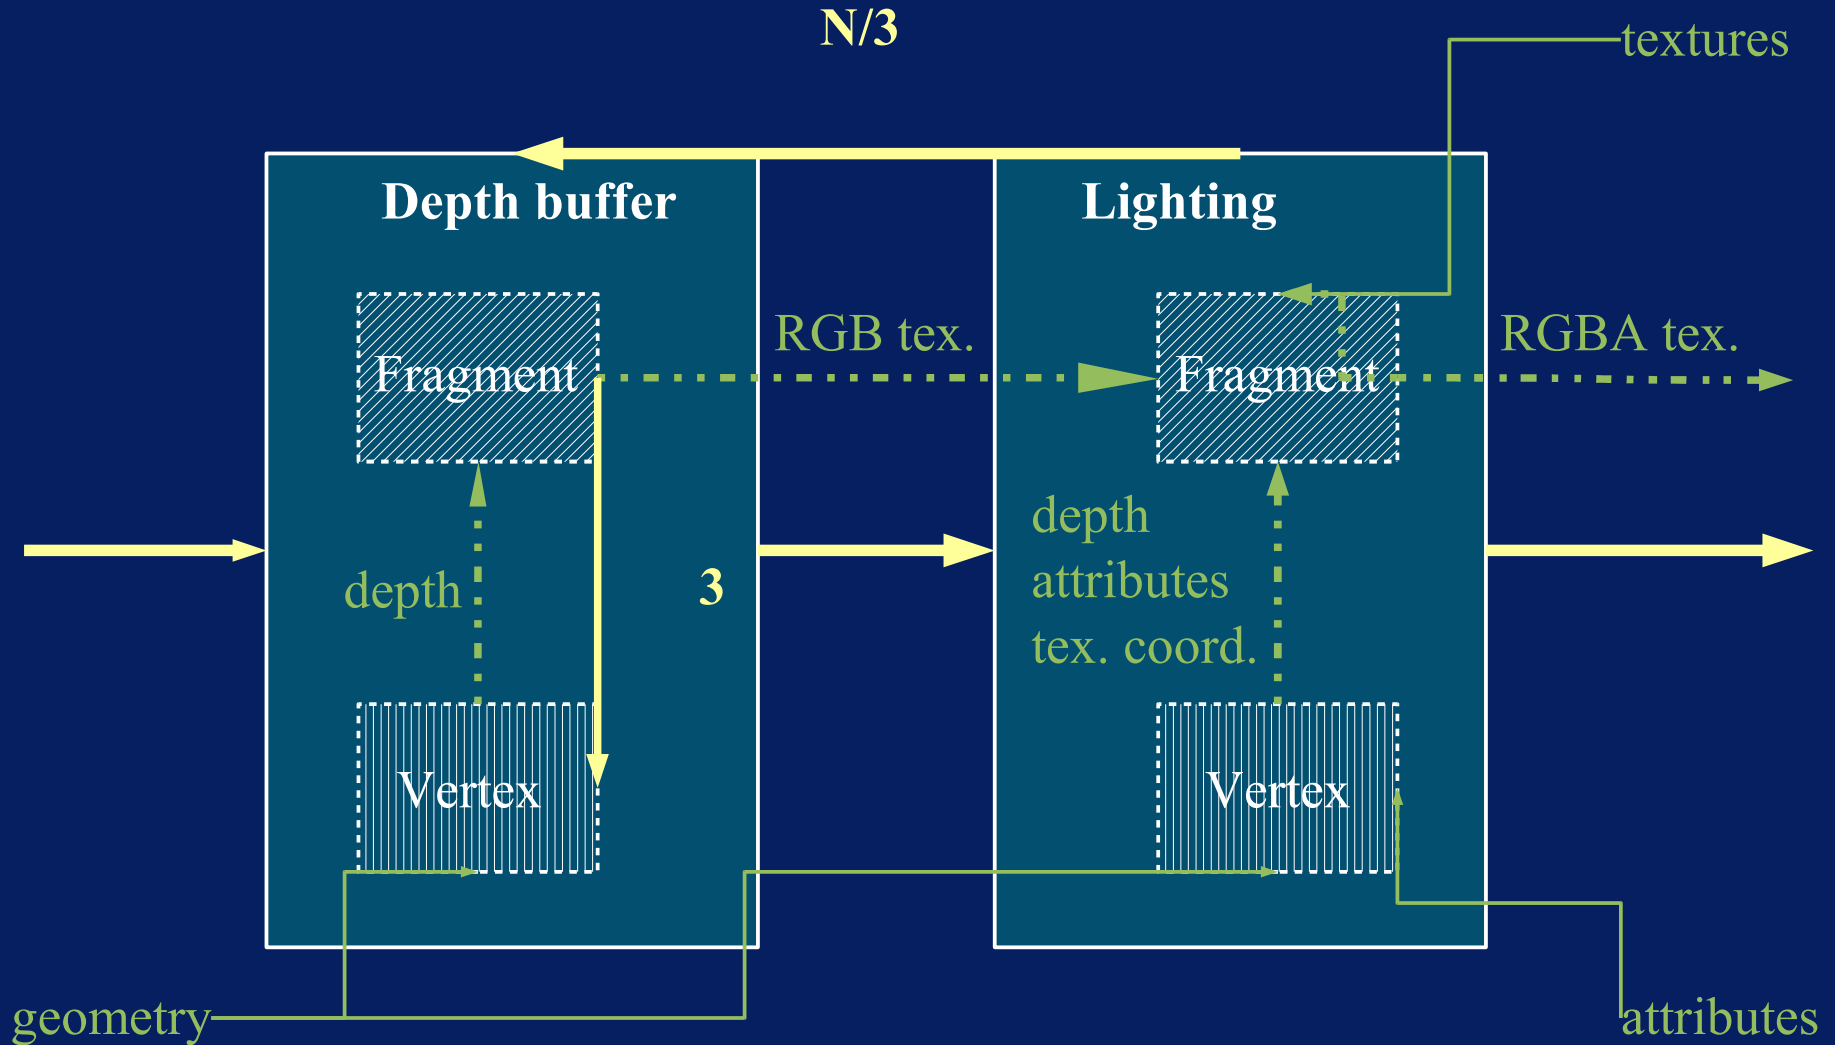 N/3
textures
Depth buffer
Lighting
RGB tex.
RGBA tex.
Fragment
Fragment
depth
3
depth
attributes
tex. coord.
Vertex
Vertex
geometry
attributes